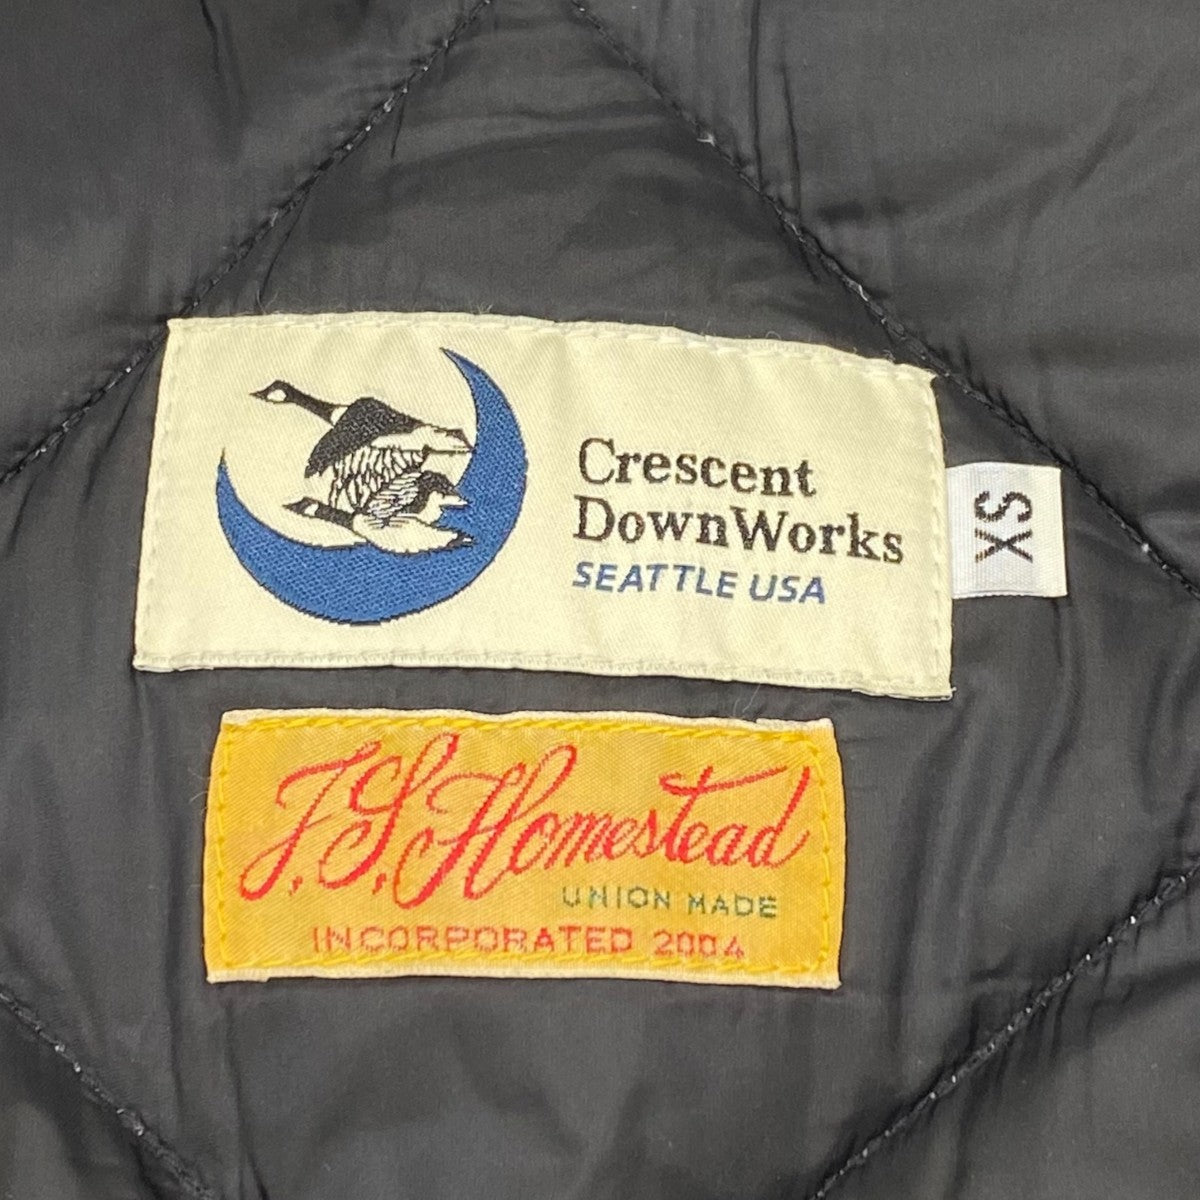 Crescent
DownWorks
SEATTLE USA
XS
J.S. Homestead
UNION MADE
INCORPORATED 2004